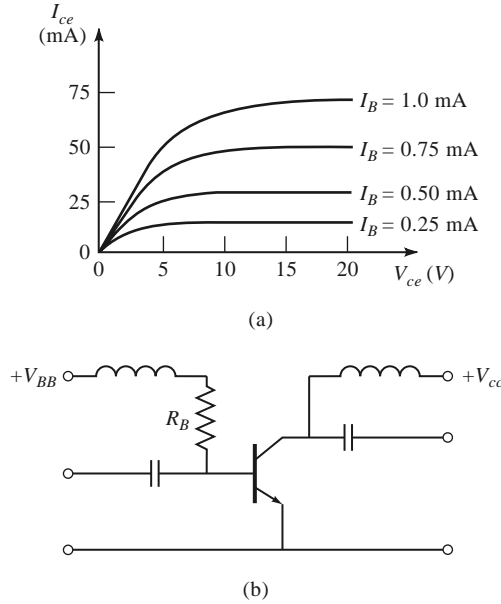 I_ce
(mA)
75
50
25
0
0 5 10 15 20
V_ce (V)
I_B = 1.0 mA
I_B = 0.75 mA
I_B = 0.50 mA
I_B = 0.25 mA
(a)
+V_BB
R_B
+V_cc
(b)